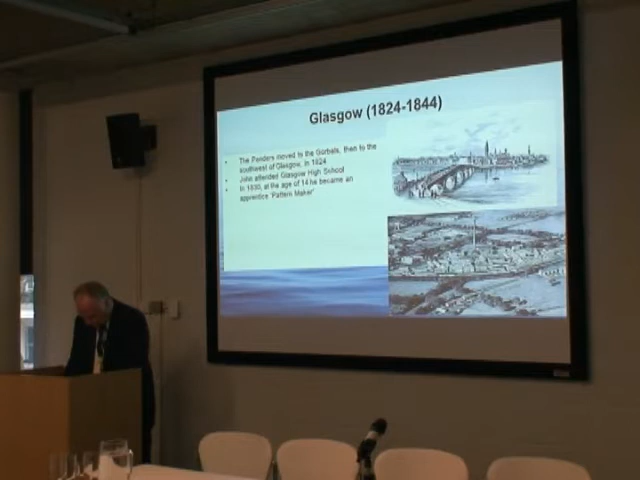 Glasgow (1824-1844)
• The Penders moved to the Gorbals, then to the
southwest of Glasgow, in 1824
• John attended Glasgow High School
• In 1830, at the age of 14 he became an
apprentice "Pattern Maker"